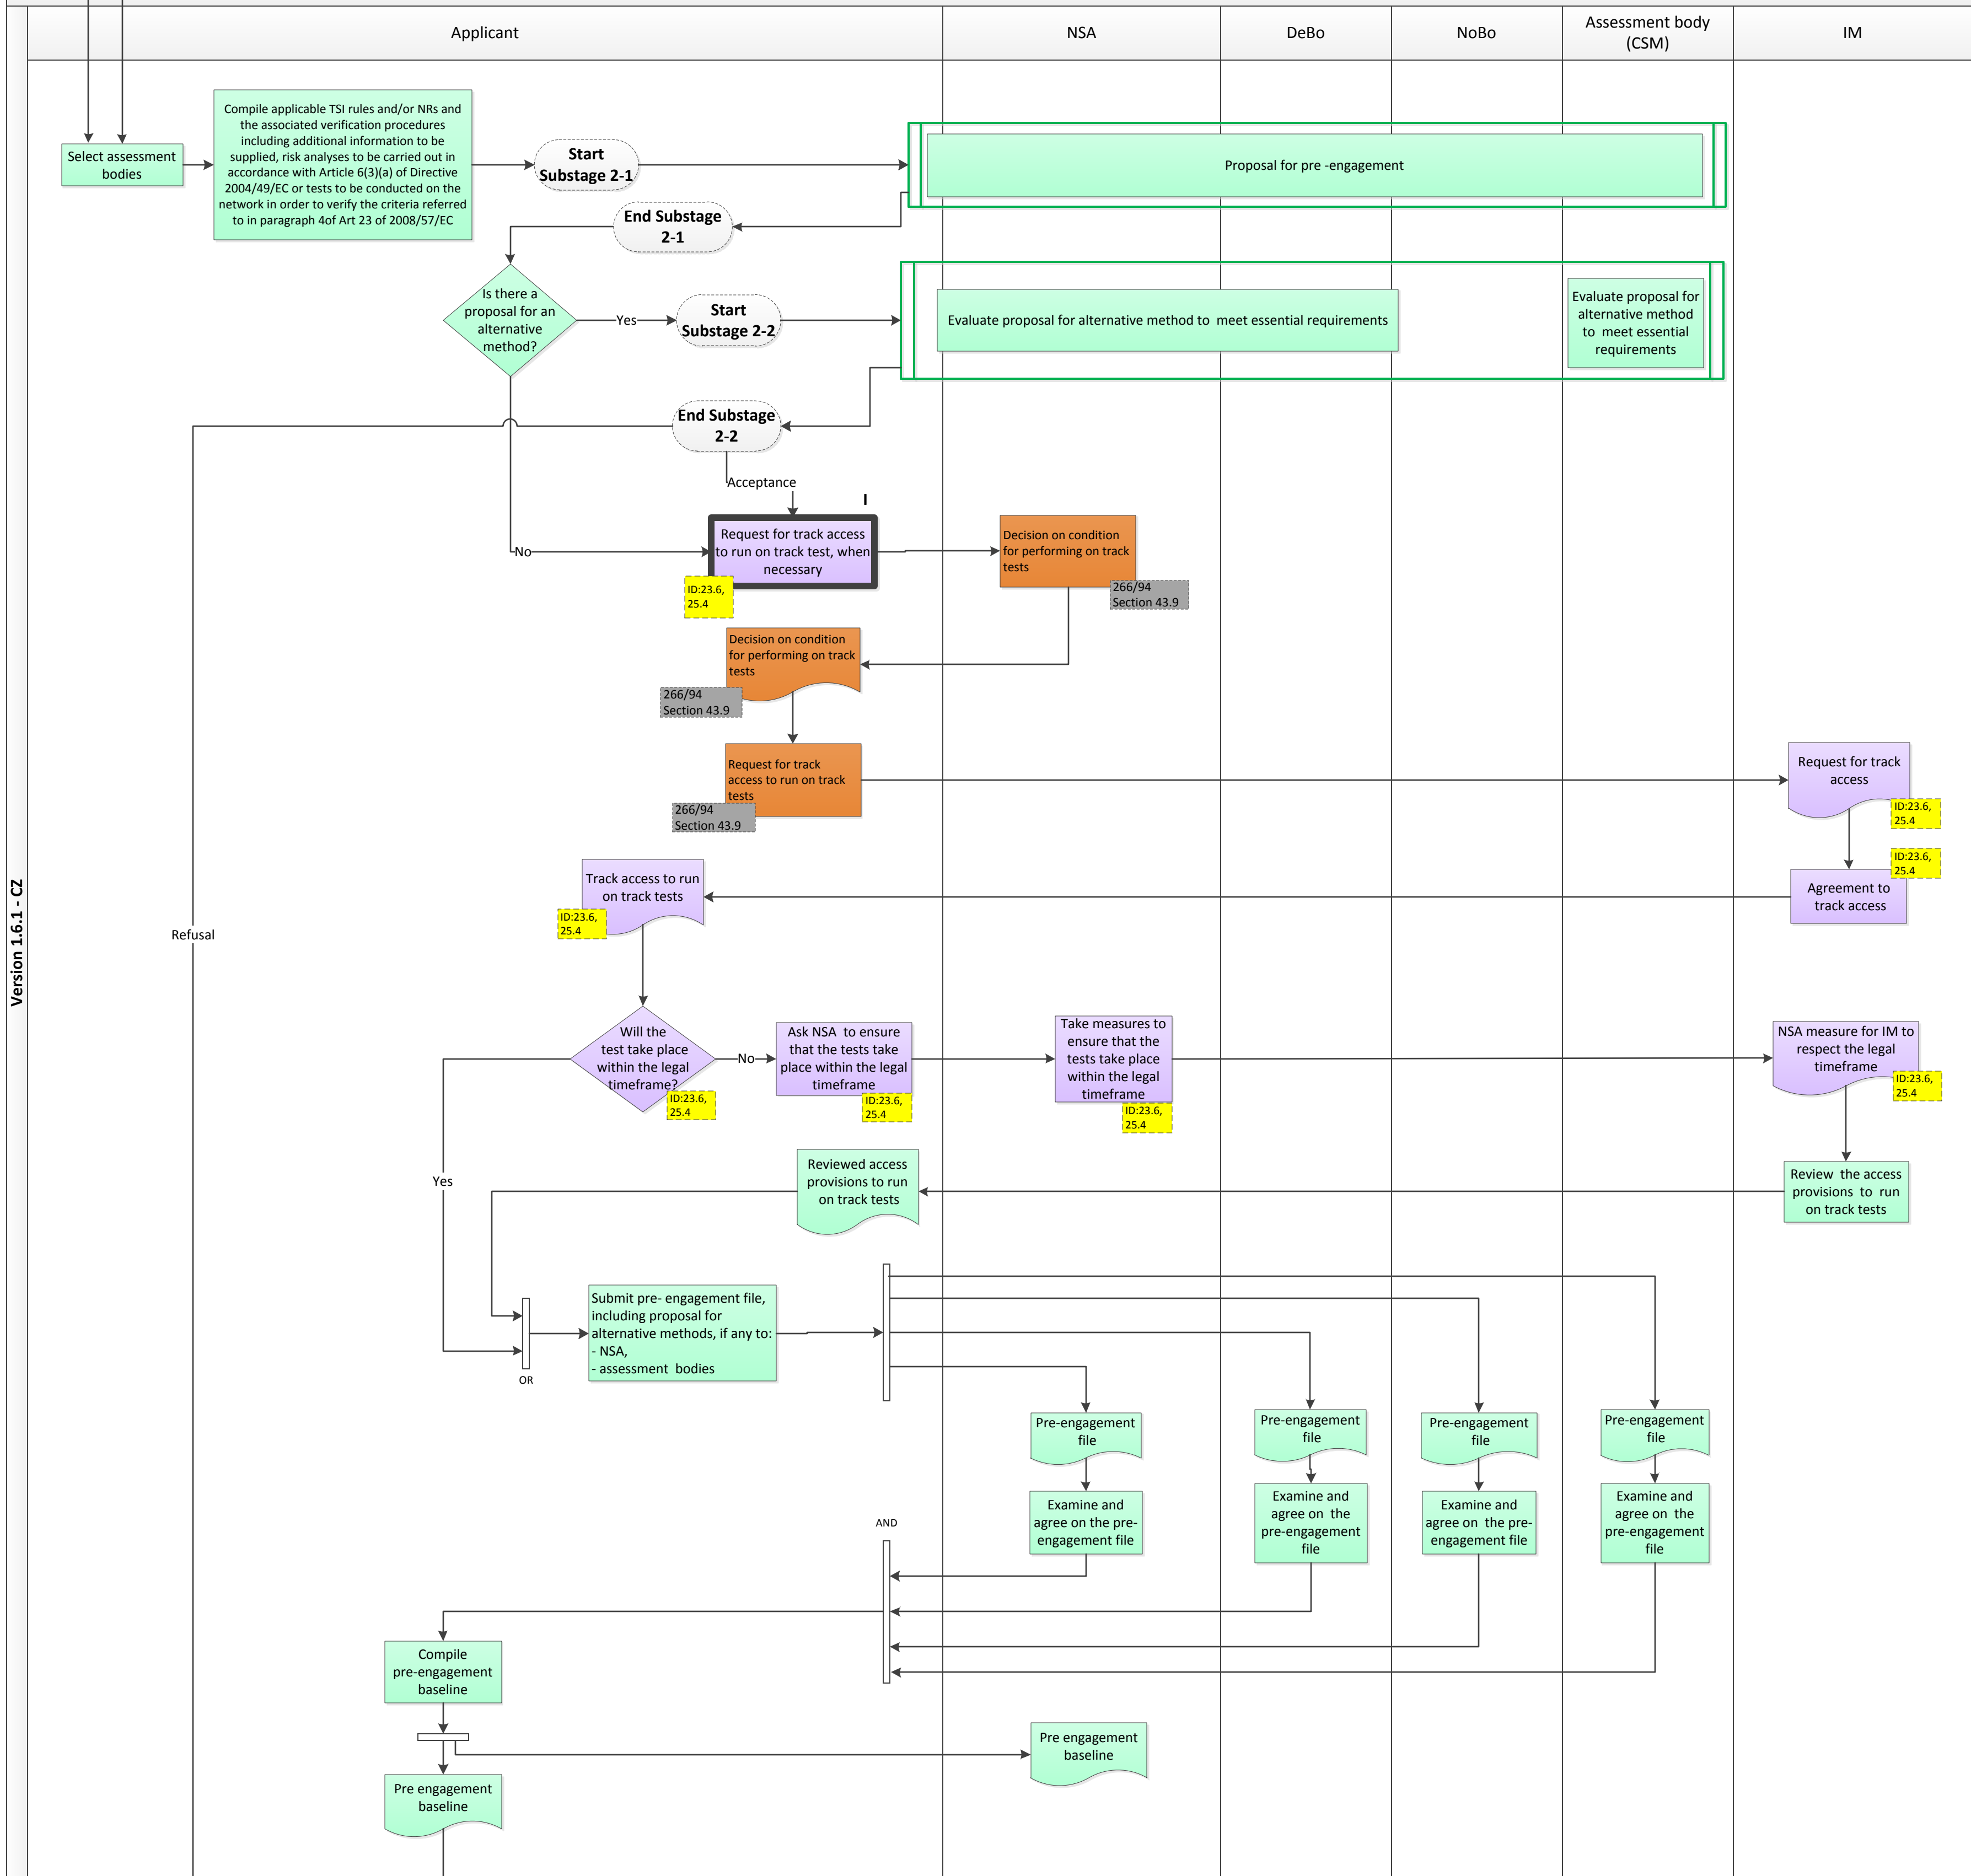 Applicant
NSA
DeBo
NoBo
Assessment body
(CSM)
IM
Version 1.6.1 - CZ
Select assessment
bodies
Compile applicable TSI rules and/or NRs and
the associated verification procedures
including additional information to be
supplied, risk analyses to be carried out in
accordance with Article 6(3)(a) of Directive
2004/49/EC or tests to be conducted on the
network in order to verify the criteria referred
to in paragraph 4of Art 23 of 2008/57/EC
Start
Substage 2-1
Proposal for pre -engagement
End Substage
2-1
Is there a
proposal for an
alternative
method?
Yes
Start
Substage 2-2
Evaluate proposal for alternative method to  meet essential requirements
Evaluate proposal for
alternative method
to  meet essential
requirements
End Substage
2-2
Acceptance
I
Request for track access
to run on track test, when
necessary
No
ID:23.6,
25.4
Decision on condition
for performing on track
tests
266/94
Section 43.9
Decision on condition
for performing on track
tests
266/94
Section 43.9
Request for track
access to run on track
tests
266/94
Section 43.9
Request for track
access
ID:23.6,
25.4
ID:23.6,
25.4
Agreement to
track access
Track access to run
on track tests
ID:23.6,
25.4
Refusal
Will the
test take place
within the legal
timeframe?
ID:23.6,
25.4
No
Ask NSA  to ensure
that the tests take
place within the legal
timeframe
ID:23.6,
25.4
Take measures to
ensure that the
tests take place
within the legal
timeframe
ID:23.6,
25.4
NSA measure for IM to
respect the legal
timeframe
ID:23.6,
25.4
Yes
Reviewed access
provisions to run
on track tests
Review  the access
provisions  to  run
on track tests
OR
Submit pre- engagement file,
including proposal for
alternative methods, if any to:
- NSA,
- assessment  bodies
Pre-engagement
file
Pre-engagement
file
Pre-engagement
file
Pre-engagement
file
Examine and
agree on the pre-
engagement file
Examine and
agree on  the
pre-engagement
file
Examine and
agree on  the pre-
engagement file
Examine and
agree on  the
pre-engagement
file
AND
Compile
pre-engagement
baseline
Pre engagement
baseline
Pre engagement
baseline